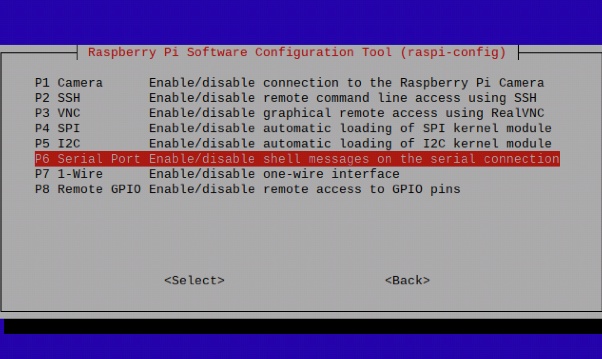 Raspberry Pi Software Configuration Tool (raspi-config)
P1 Camera Enable/disable connection to the Raspberry Pi Camera
P2 SSH Enable/disable remote command line access using SSH
P3 VNC Enable/disable graphical remote access using RealVNC
P4 SPI Enable/disable automatic loading of SPI kernel module
P5 I2C Enable/disable automatic loading of I2C kernel module
P6 Serial Port Enable/disable shell messages on the serial connection
P7 1-Wire Enable/disable one-wire interface
P8 Remote GPIO Enable/disable remote access to GPIO pins
<Select> <Back>